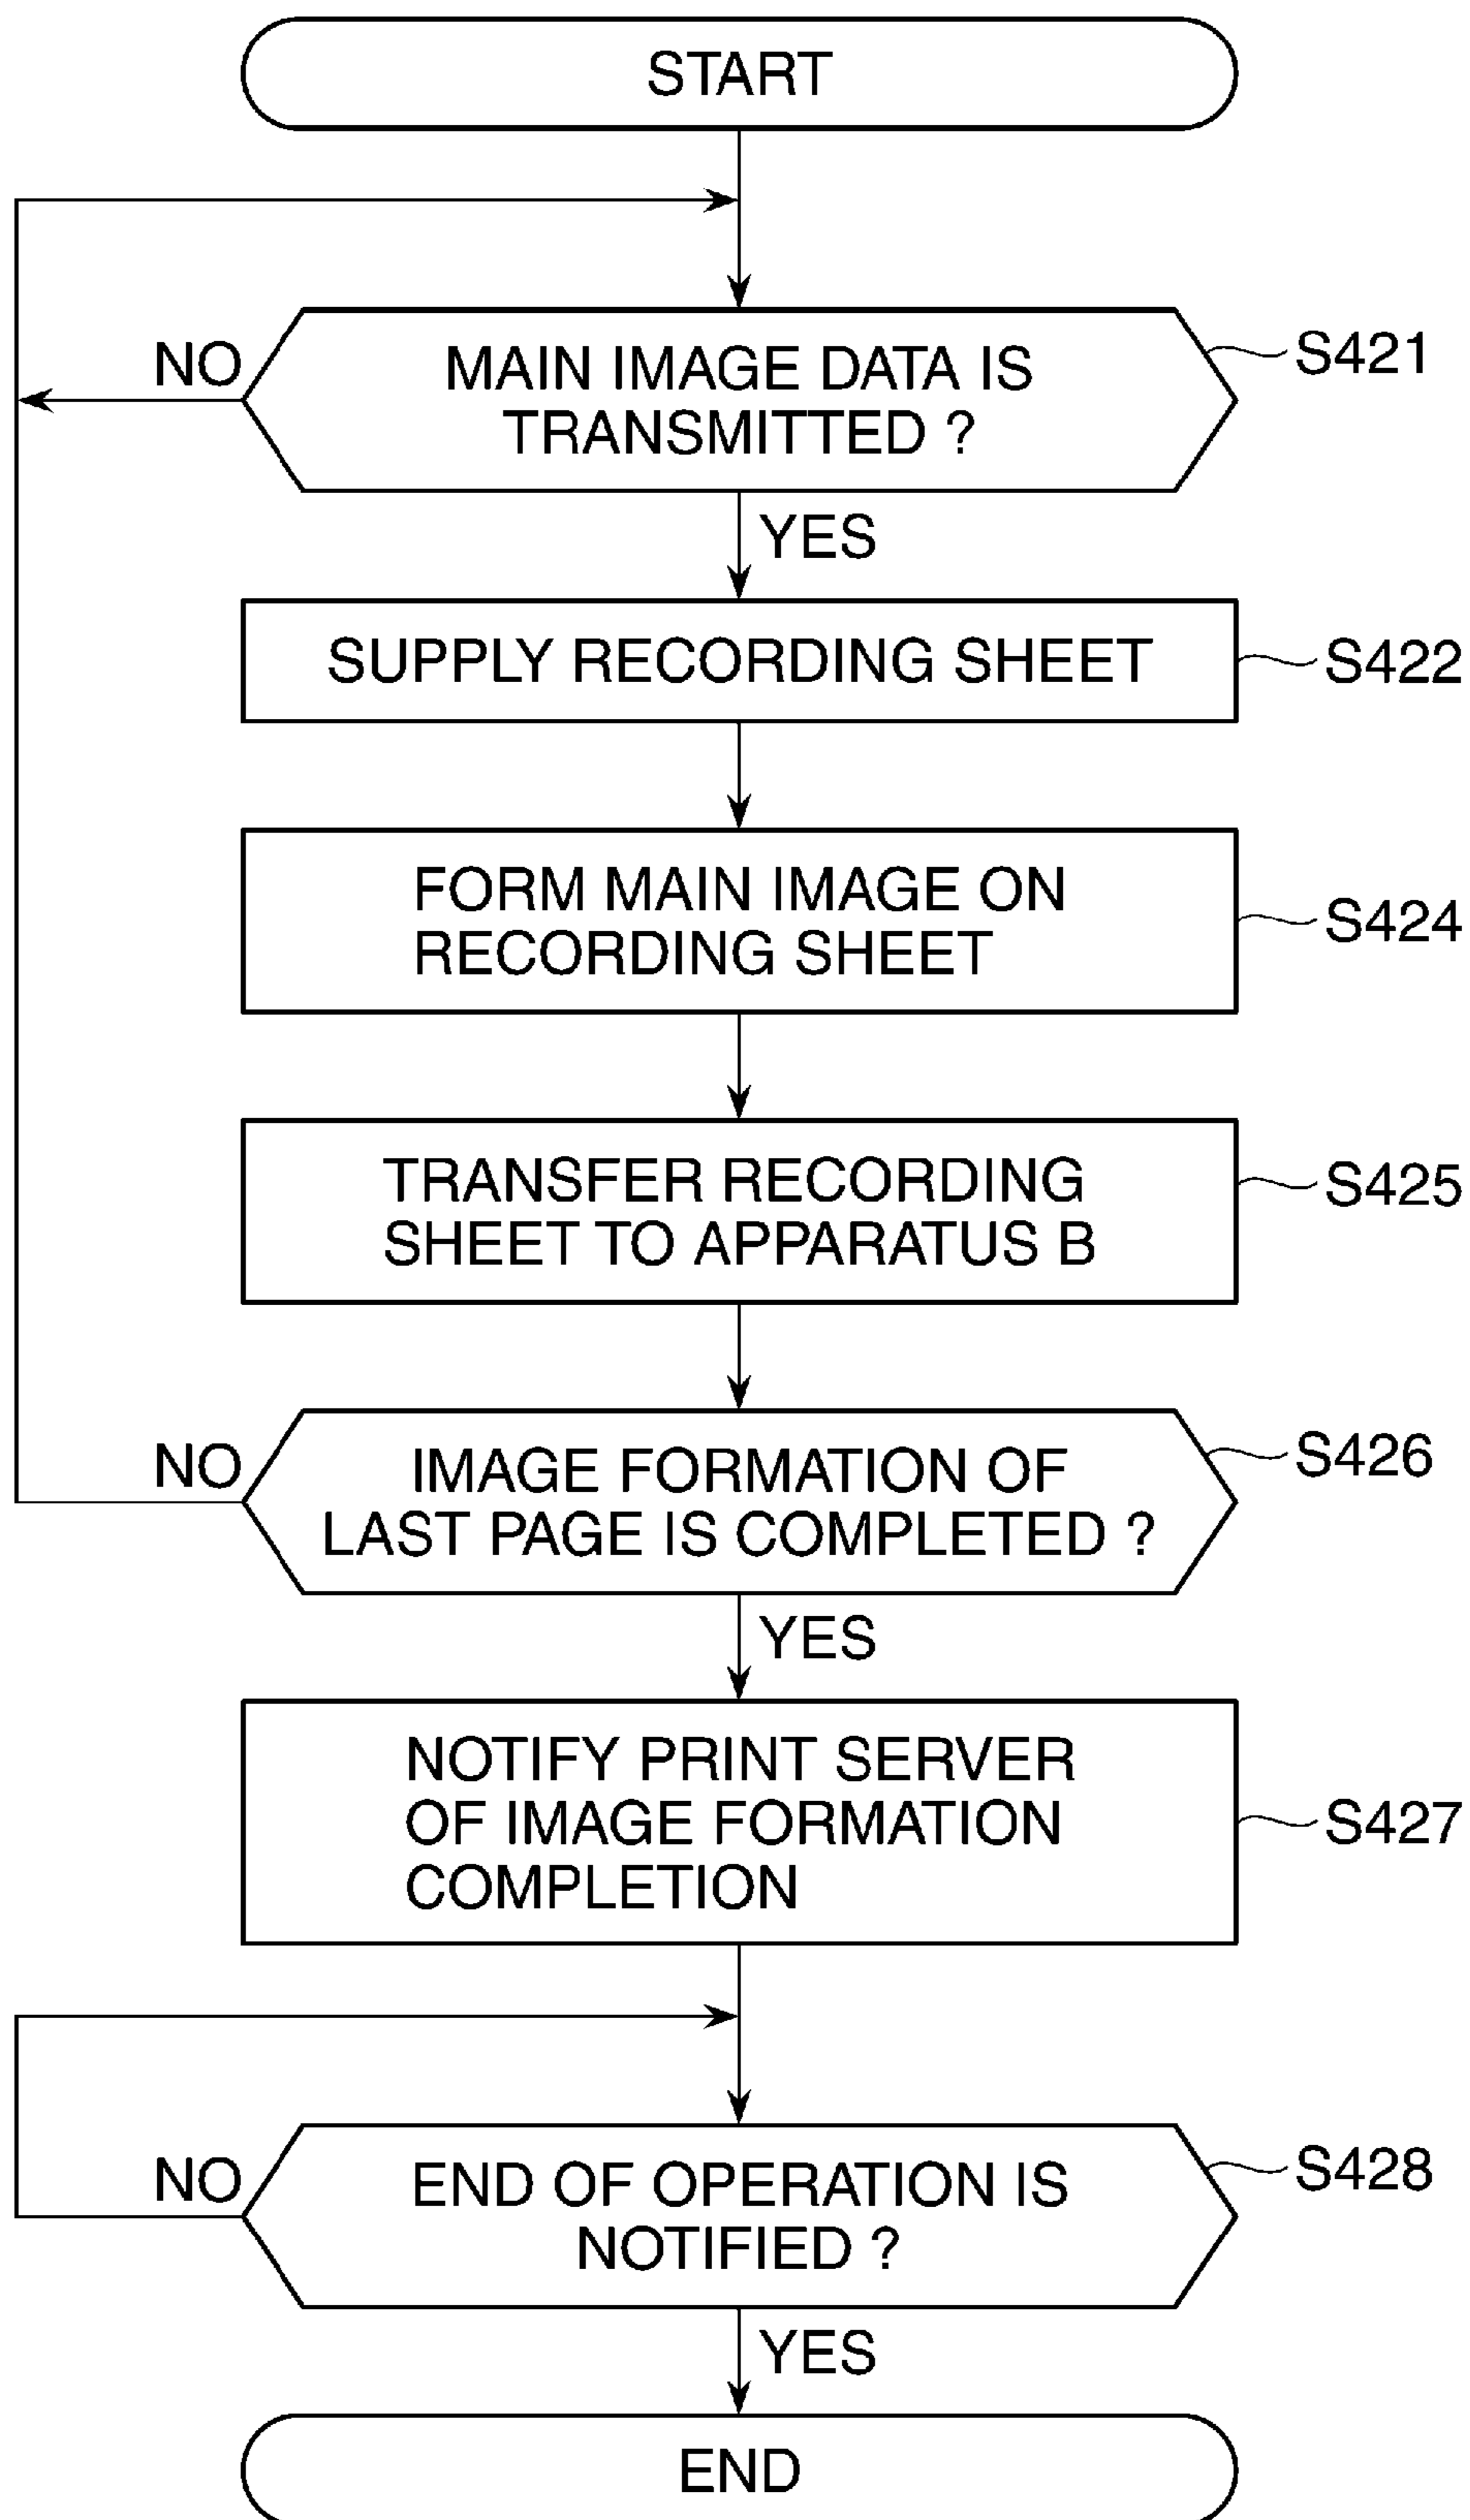 START
NO
MAIN IMAGE DATA IS
TRANSMITTED ?
S421
YES
SUPPLY RECORDING SHEET
S422
FORM MAIN IMAGE ON
RECORDING SHEET
S424
TRANSFER RECORDING
SHEET TO APPARATUS B
S425
NO
IMAGE FORMATION OF
LAST PAGE IS COMPLETED ?
S426
YES
NOTIFY PRINT SERVER
OF IMAGE FORMATION
COMPLETION
S427
NO
END OF OPERATION IS
NOTIFIED ?
S428
YES
END